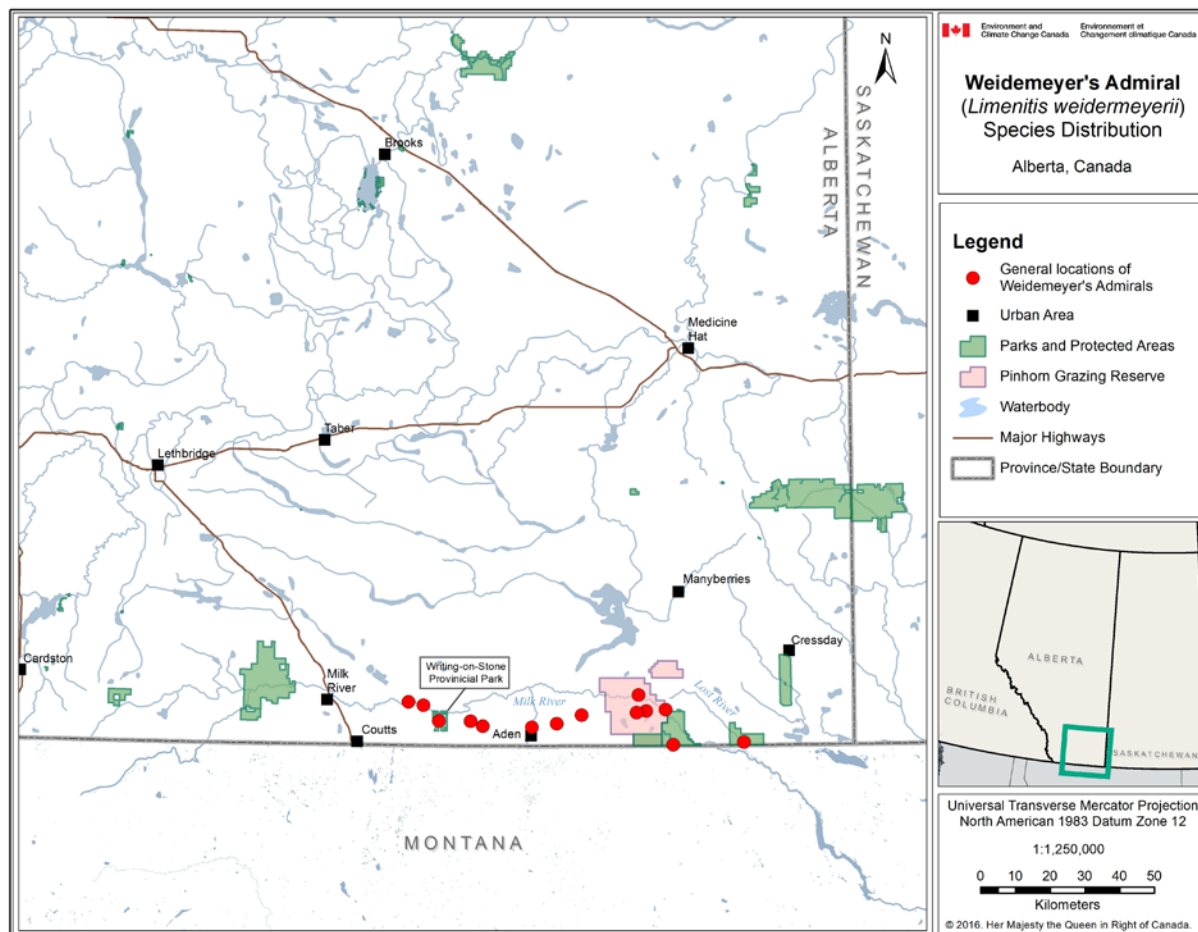 Brooks
N
SASKATCHEWAN
ALBERTA
Medicine
Hat
Taber
Lethbridge
Manyberries
Cressday
Cardston
Writing-on-Stone
Provinicial Park
Milk
River
Milk River
Lost River
Coutts
Aden
MONTANA
Environment and
Climate Change Canada
Environnement et
Changement climatique Canada
Weidemeyer's Admiral
(Limenitis weidermeyerii)
Species Distribution
Alberta, Canada
Legend
General locations of
Weidemeyer's Admirals
Urban Area
Parks and Protected Areas
Pinhorn Grazing Reserve
Waterbody
Major Highways
Province/State Boundary
ALBERTA
BRITISH
COLUMBIA
SASKATCHEWAN
Universal Transverse Mercator Projection
North American 1983 Datum Zone 12
1:1,250,000
0 5 10 20 30 40 50
Kilometers
© 2016. Her Majesty the Queen in Right of Canada.